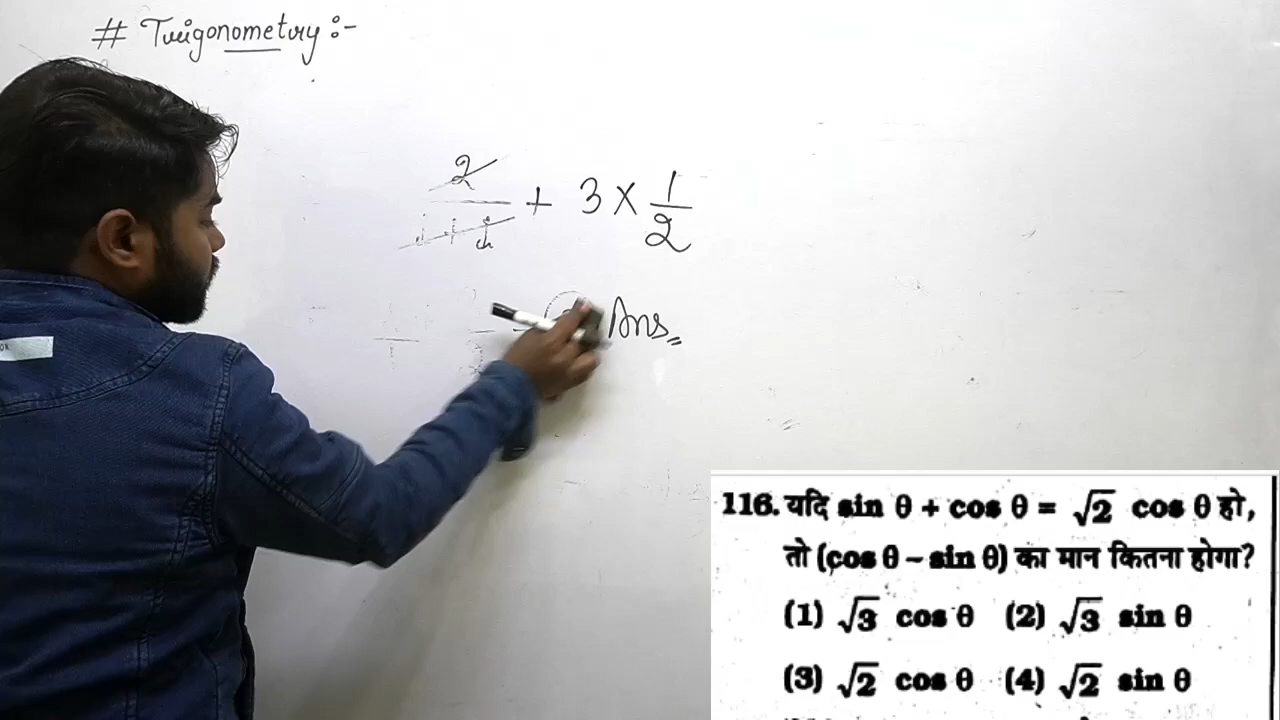 # Trigonometry :-
2
+ 3 × 1
2
Ans
116. यदि sin θ + cos θ = √2 cos θ हो,
तो (cos θ – sin θ) का मान कितना होगा?
(1) √3 cos θ (2) √3 sin θ
(3) √2 cos θ (4) √2 sin θ